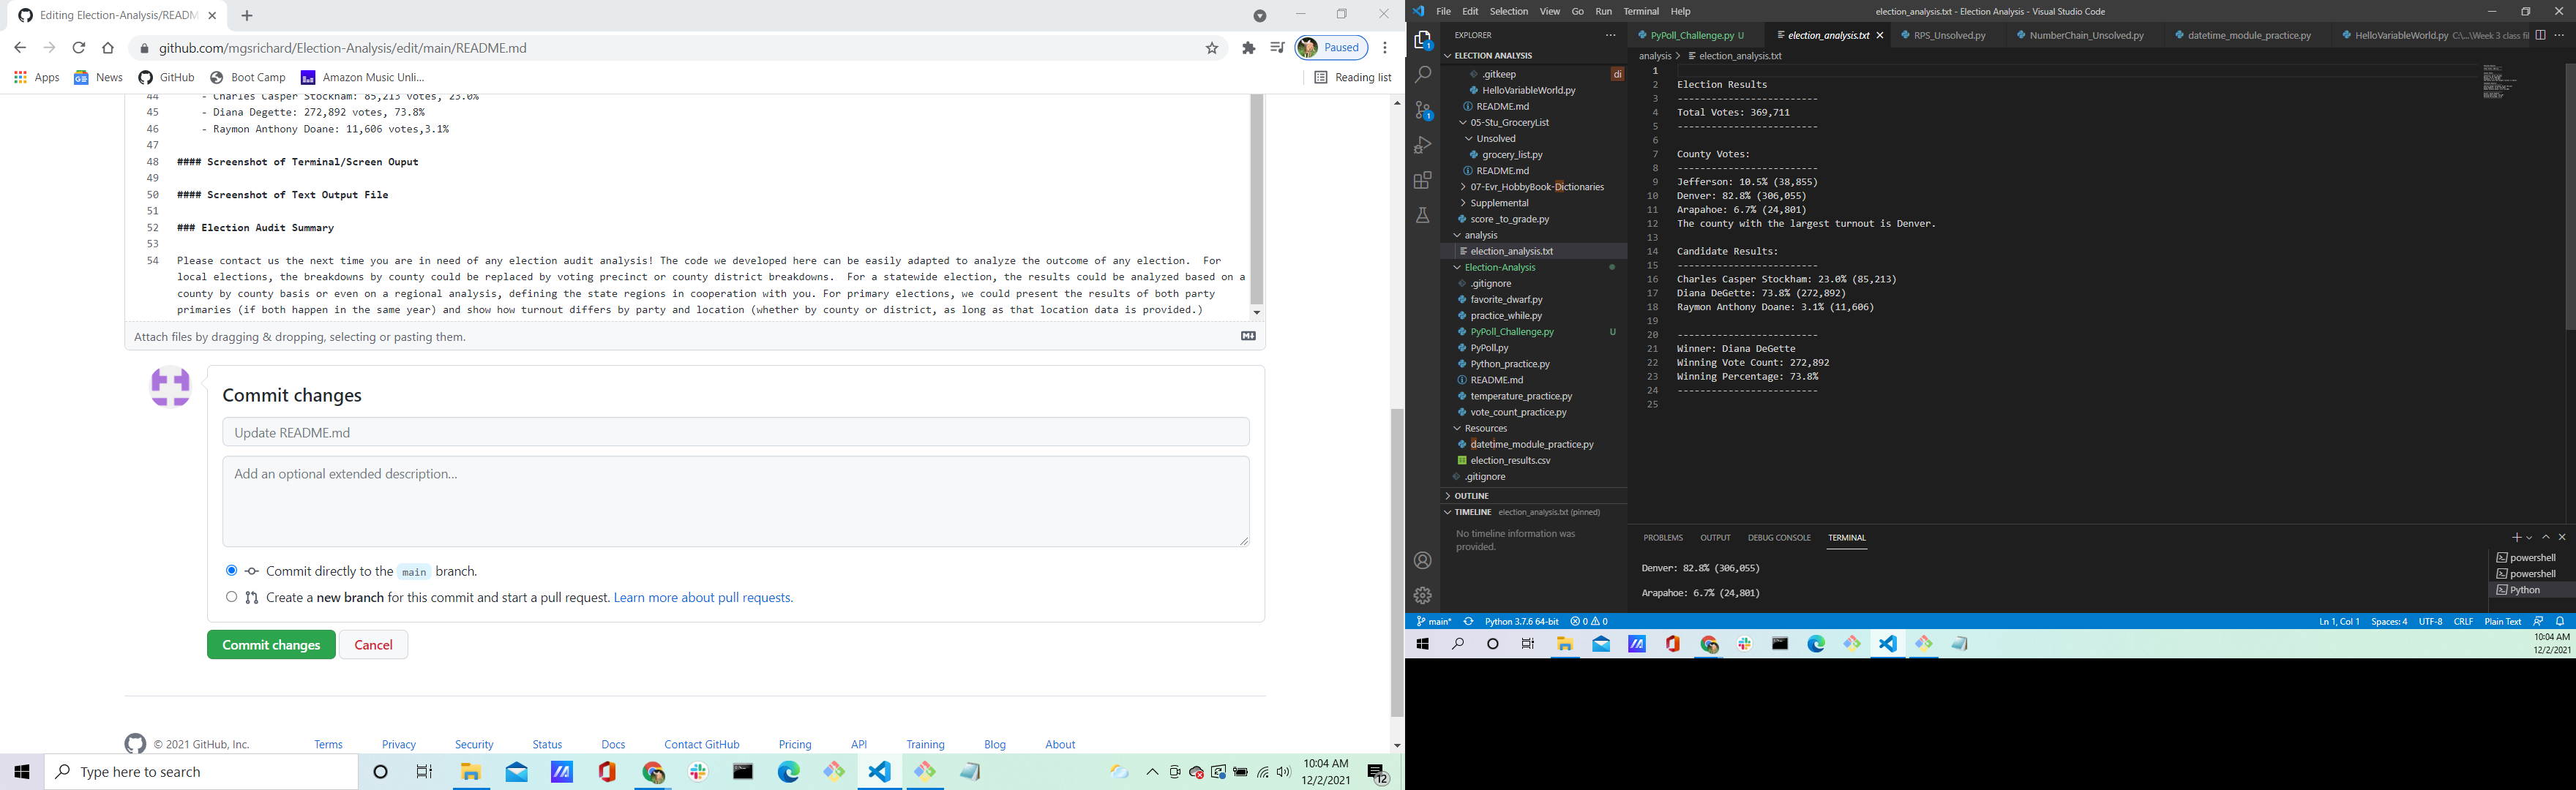 Editing Election-Analysis/READM
github.com/mgsrichard/Election-Analysis/edit/main/README.md
Paused
Apps
News
GitHub
Boot Camp
Amazon Music Unli...
Reading list
44 - Charles Casper Stockham: 85,213 votes, 23.0%
45 - Diana Degette: 272,892 votes, 73.8%
46 - Raymon Anthony Doane: 11,606 votes,3.1%
47
48 #### Screenshot of Terminal/Screen Ouput
49
50 #### Screenshot of Text Output File
51
52 ### Election Audit Summary
53
54 Please contact us the next time you are in need of any election audit analysis! The code we developed here can be easily adapted to analyze the outcome of any election. For
local elections, the breakdowns by county could be replaced by voting precinct or county district breakdowns. For a statewide election, the results could be analyzed based on a
county by county basis or even on a regional analysis, defining the state regions in cooperation with you. For primary elections, we could present the results of both party
primaries (if both happen in the same year) and show how turnout differs by party and location (whether by county or district, as long as that location data is provided.)
Attach files by dragging & dropping, selecting or pasting them.
Commit changes
Update README.md
Add an optional extended description...
Commit directly to the main branch.
Create a new branch for this commit and start a pull request. Learn more about pull requests.
Commit changes
Cancel
© 2021 GitHub, Inc.
Terms
Privacy
Security
Status
Docs
Contact GitHub
Pricing
API
Training
Blog
About
Type here to search
10:04 AM
12/2/2021
12
File Edit Selection View Go Run Terminal Help
election_analysis.txt - Election Analysis - Visual Studio Code
EXPLORER
ELECTION ANALYSIS
.gitkeep
di
HelloVariableWorld.py
README.md
05-Stu_GroceryList
Unsolved
grocery_list.py
README.md
07-Evr_HobbyBook-Dictionaries
Supplemental
score _to_grade.py
analysis
election_analysis.txt
Election-Analysis
.gitignore
favorite_dwarf.py
practice_while.py
PyPoll_Challenge.py U
PyPoll.py
Python_practice.py
README.md
temperature_practice.py
vote_count_practice.py
Resources
datetime_module_practice.py
election_results.csv
.gitignore
OUTLINE
TIMELINE election_analysis.txt (pinned)
No timeline information was
provided.
1
1
PyPoll_Challenge.py U
election_analysis.txt
RPS_Unsolved.py
NumberChain_Unsolved.py
datetime_module_practice.py
HelloVariableWorld.py C:\...\Week 3 class fil
analysis > election_analysis.txt
1
2 Election Results
3 -------------------------
4 Total Votes: 369,711
5 -------------------------
6
7 County Votes:
8 -------------------------
9 Jefferson: 10.5% (38,855)
10 Denver: 82.8% (306,055)
11 Arapahoe: 6.7% (24,801)
12 The county with the largest turnout is Denver.
13
14 Candidate Results:
15 -------------------------
16 Charles Casper Stockham: 23.0% (85,213)
17 Diana DeGette: 73.8% (272,892)
18 Raymon Anthony Doane: 3.1% (11,606)
19
20 -------------------------
21 Winner: Diana DeGette
22 Winning Vote Count: 272,892
23 Winning Percentage: 73.8%
24 -------------------------
25
PROBLEMS
OUTPUT
DEBUG CONSOLE
TERMINAL
Denver: 82.8% (306,055)
Arapahoe: 6.7% (24,801)
powershell
powershell
Python
main*
Python 3.7.6 64-bit
0 0
Ln 1, Col 1
Spaces: 4
UTF-8
CRLF
Plain Text
10:04 AM
12/2/2021